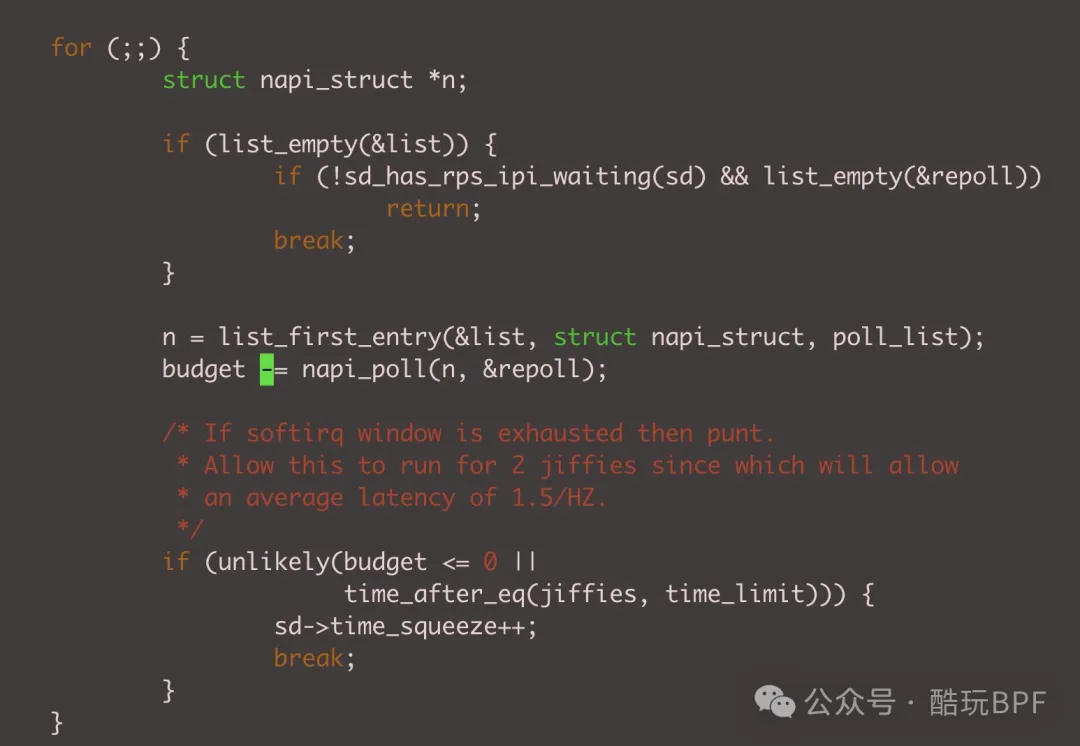 for (;;) {
        struct napi_struct *n;

        if (list_empty(&list)) {
                if (!sd_has_rps_ipi_waiting(sd) && list_empty(&repoll))
                        return;
                break;
        }

        n = list_first_entry(&list, struct napi_struct, poll_list);
        budget -= napi_poll(n, &repoll);

        /* If softirq window is exhausted then punt.
         * Allow this to run for 2 jiffies since which will allow
         * an average latency of 1.5/HZ.
         */
        if (unlikely(budget <= 0 ||
                     time_after_eq(jiffies, time_limit))) {
                sd->time_squeeze++;
                break;
        }
}
公众号 · 酷玩BPF